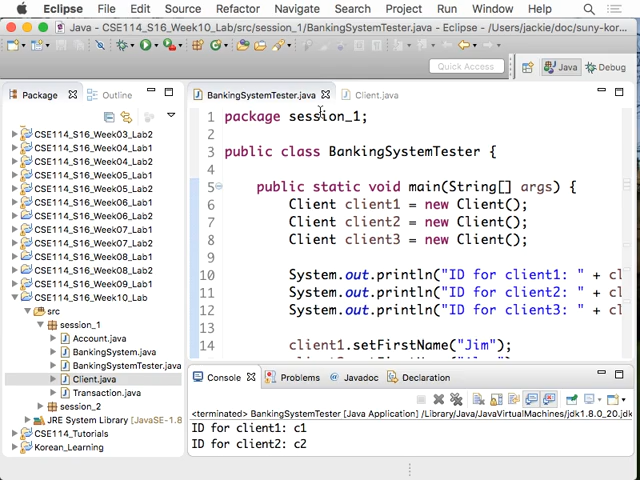 Eclipse File Edit Source Refactor Navigate Search Project Run Window Help
Java - CSE114_S16_Week10_Lab/src/session_1/BankingSystemTester.java - Eclipse - /Users/jackie/doc/suny-kor...
Quick Access
Java
Debug
Package
Outline
CSE114_S16_Week03_Lab2
CSE114_S16_Week04_Lab1
CSE114_S16_Week04_Lab2
CSE114_S16_Week05_Lab1
CSE114_S16_Week05_Lab2
CSE114_S16_Week06_Lab1
CSE114_S16_Week06_Lab2
CSE114_S16_Week07_Lab1
CSE114_S16_Week07_Lab2
CSE114_S16_Week08_Lab1
CSE114_S16_Week08_Lab2
CSE114_S16_Week09_Lab1
CSE114_S16_Week10_Lab
src
session_1
Account.java
BankingSystem.java
BankingSystemTester.java
Client.java
Transaction.java
session_2
JRE System Library [JavaSE-1.8
CSE114_Tutorials
Korean_Learning
BankingSystemTester.java
Client.java
1 package session_1;
2
3 public class BankingSystemTester {
4
5 public static void main(String[] args) {
6 Client client1 = new Client();
7 Client client2 = new Client();
8 Client client3 = new Client();
9
10 System.out.println("ID for client1: " + cl
11 System.out.println("ID for client2: " + cl
12 System.out.println("ID for client3: " + cl
13
14 client1.setFirstName("Jim");
Console
Problems
Javadoc
Declaration
<terminated> BankingSystemTester [Java Application] /Library/Java/JavaVirtualMachines/jdk1.8.0_20.jdk
ID for client1: c1
ID for client2: c2